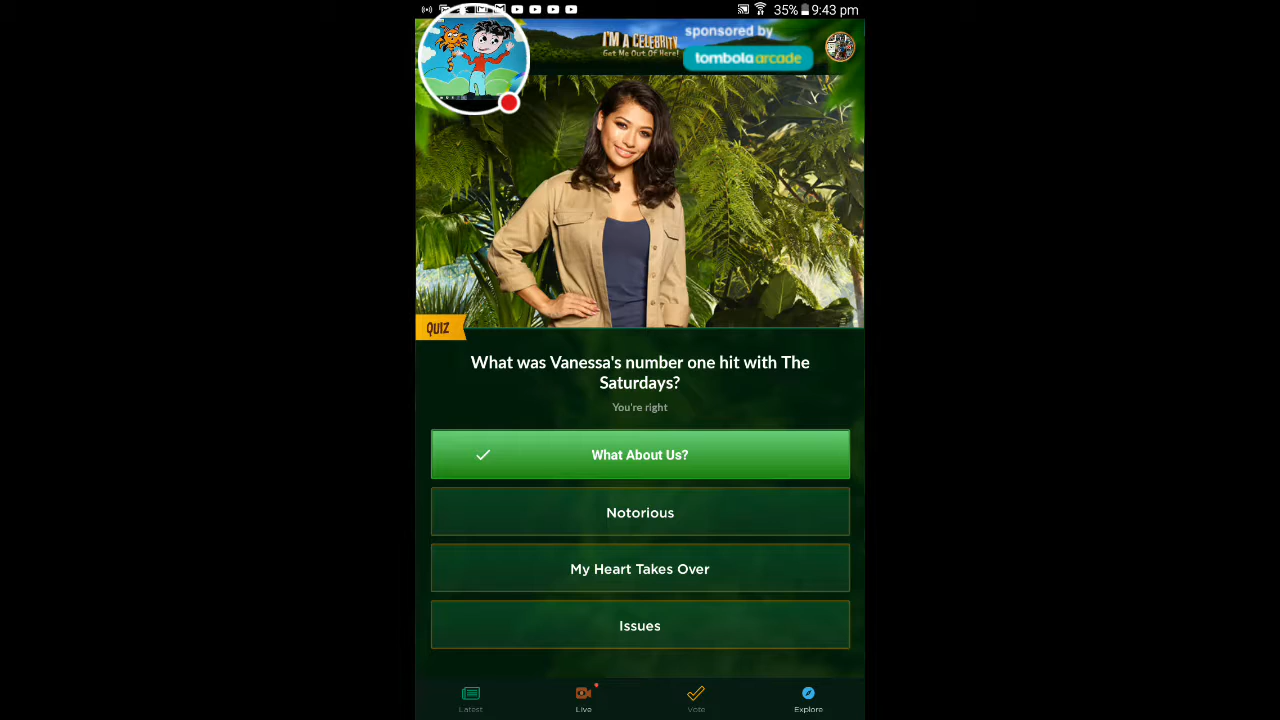 35% 9:43 pm
I'M A CELEBRITY
Get Me Out Of Here!
sponsored by
tombola arcade
QUIZ
What was Vanessa's number one hit with The
Saturdays?
You're right
What About Us?
Notorious
My Heart Takes Over
Issues
Latest Live Vote Explore